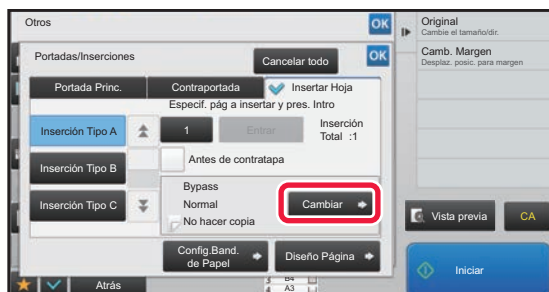 Otros
OK
Portadas/Inserciones
Cancelar todo
OK
Portada Princ.
Contraportada
Insertar Hoja
Especif. pág a insertar y pres. Intro
Inserción Tipo A
1
Entrar
Inserción
Total :1
Inserción Tipo B
Antes de contratapa
Inserción Tipo C
Bypass
Normal
No hacer copia
Cambiar
Config.Band.
de Papel
Diseño Página
Atrás
B4
A3
Original
Cambie el tamaño/dir.
Camb. Margen
Desplaz. posic. para margen
Vista previa
CA
Iniciar